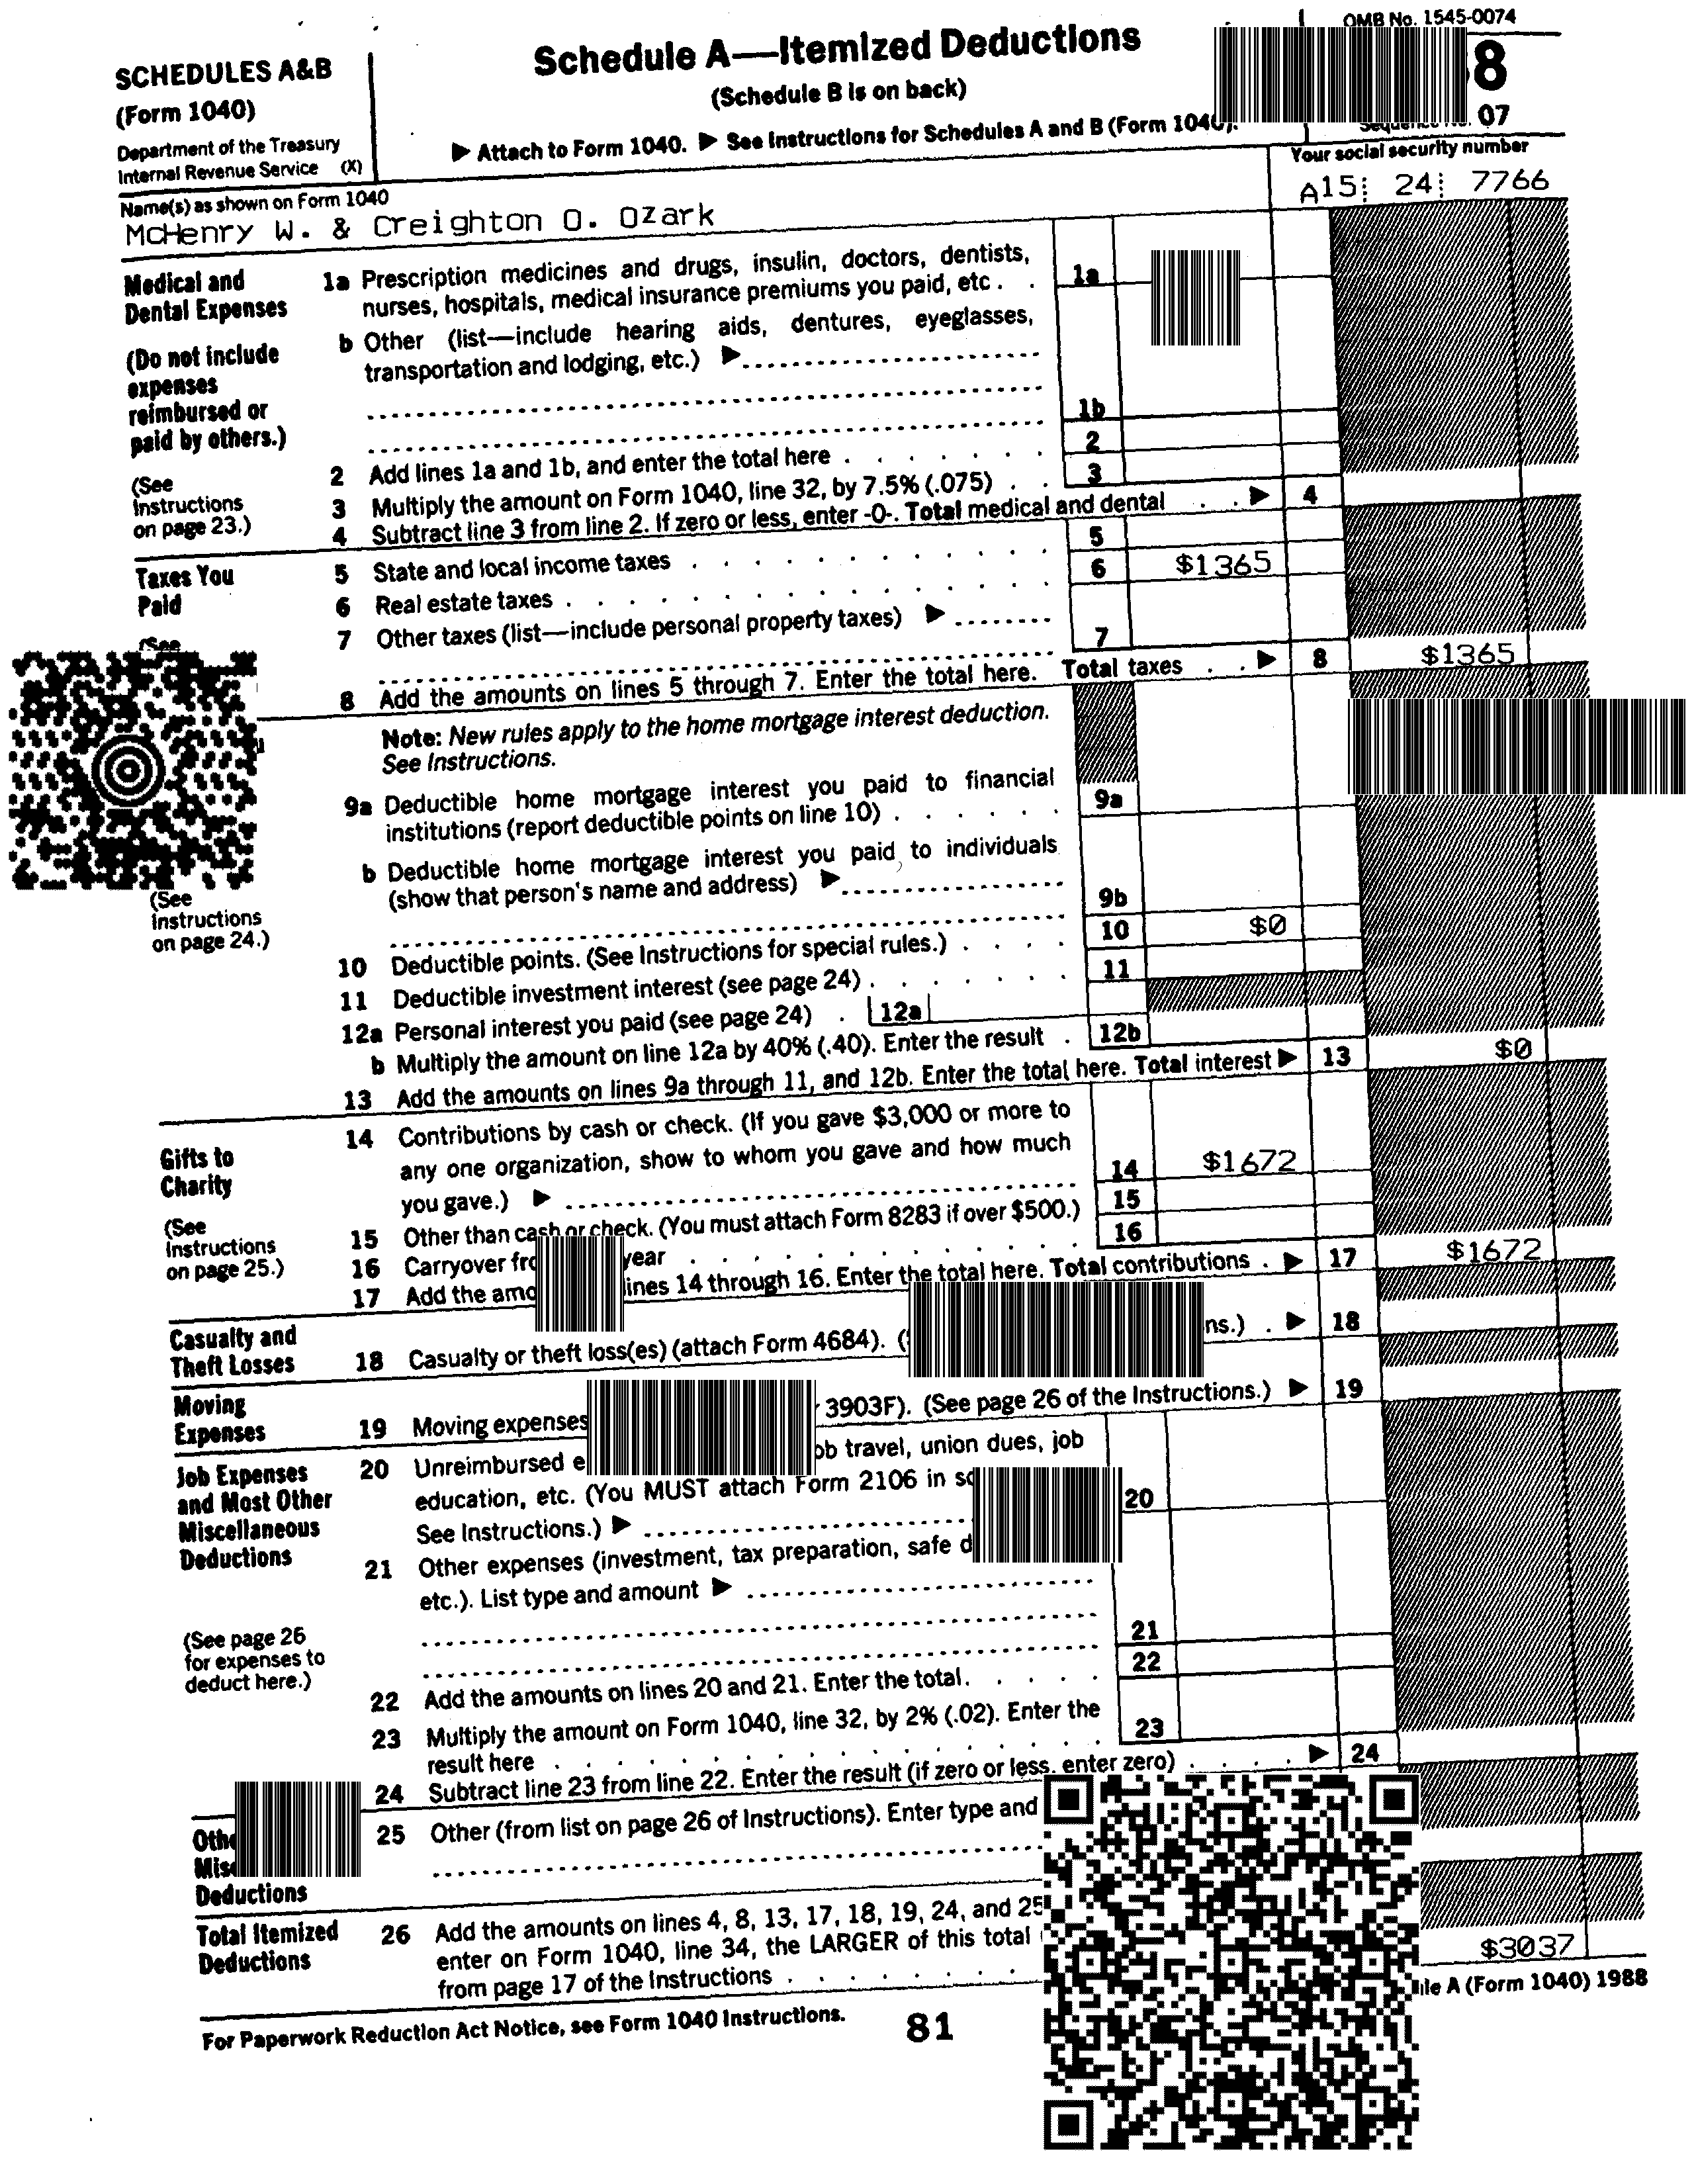 OMB No. 1545-0074
SCHEDULES A&B
(Form 1040)
Department of the Treasury
Internal Revenue Service (X)
Schedule A—Itemized Deductions
(Schedule B is on back)
▶ Attach to Form 1040. ▶ See Instructions for Schedules A and B (Form 1040).
8
Sequence No. 07
Name(s) as shown on Form 1040
McHenry W. & Creighton O. Ozark
Your social security number
A15 24 7766
Medical and
Dental Expenses
(Do not include
expenses
reimbursed or
paid by others.)
(See
Instructions
on page 23.)
1a Prescription medicines and drugs, insulin, doctors, dentists,
nurses, hospitals, medical insurance premiums you paid, etc . . 1a
b Other (list—include hearing aids, dentures, eyeglasses,
transportation and lodging, etc.) ▶
1b
2 Add lines 1a and 1b, and enter the total here . . . . . . . 2
3 Multiply the amount on Form 1040, line 32, by 7.5% (.075) . . 3
4 Subtract line 3 from line 2. If zero or less, enter -0-. Total medical and dental . . ▶ 4
Taxes You
Paid
(See
5 State and local income taxes . . . . . . . . . . . 5
6 Real estate taxes . . . . . . . . . . . . . . . 6 $1365
7 Other taxes (list—include personal property taxes) ▶
7
8 Add the amounts on lines 5 through 7. Enter the total here. Total taxes . . ▶ 8 $1365
Note: New rules apply to the home mortgage interest deduction.
See Instructions.
(See
Instructions
on page 24.)
9a Deductible home mortgage interest you paid to financial
institutions (report deductible points on line 10) . . . . . . 9a
b Deductible home mortgage interest you paid to individuals
(show that person's name and address) ▶
9b
10 Deductible points. (See Instructions for special rules.) . . . . 10 $0
11 Deductible investment interest (see page 24) . . . . . . . 11
12a Personal interest you paid (see page 24) . 12a
b Multiply the amount on line 12a by 40% (.40). Enter the result . 12b
13 Add the amounts on lines 9a through 11, and 12b. Enter the total here. Total interest ▶ 13 $0
Gifts to
Charity
(See
Instructions
on page 25.)
14 Contributions by cash or check. (If you gave $3,000 or more to
any one organization, show to whom you gave and how much
you gave.) ▶ 14 $1672
15 Other than cash or check. (You must attach Form 8283 if over $500.) 15
16 Carryover year . . . . . . . . . . . . 16
17 Add the lines 14 through 16. Enter the total here. Total contributions . ▶ 17 $1672
Casualty and
Theft Losses
18 Casualty or theft loss(es) (attach Form 4684). ns.) . ▶ 18
Moving
Expenses
19 Moving expenses 3903F). (See page 26 of the Instructions.) ▶ 19
Job Expenses
and Most Other
Miscellaneous
Deductions
(See page 26
for expenses to
deduct here.)
20 Unreimbursed job travel, union dues, job
education, etc. (You MUST attach Form 2106 in
See Instructions.) ▶ 20
21 Other expenses (investment, tax preparation, safe
etc.). List type and amount ▶
21
22 Add the amounts on lines 20 and 21. Enter the total. . . . . 22
23 Multiply the amount on Form 1040, line 32, by 2% (.02). Enter the
result here . . . . . . . . . . . . . . . . 23
24 Subtract line 23 from line 22. Enter the result (if zero or less, enter zero) . . . . ▶ 24
Deductions
25 Other (from list on page 26 of Instructions). Enter type and
Total Itemized
Deductions
26 Add the amounts on lines 4, 8, 13, 17, 18, 19, 24, and 25
enter on Form 1040, line 34, the LARGER of this total
from page 17 of the Instructions . . . . . . . $3037
For Paperwork Reduction Act Notice, see Form 1040 Instructions.
81
A (Form 1040) 1988